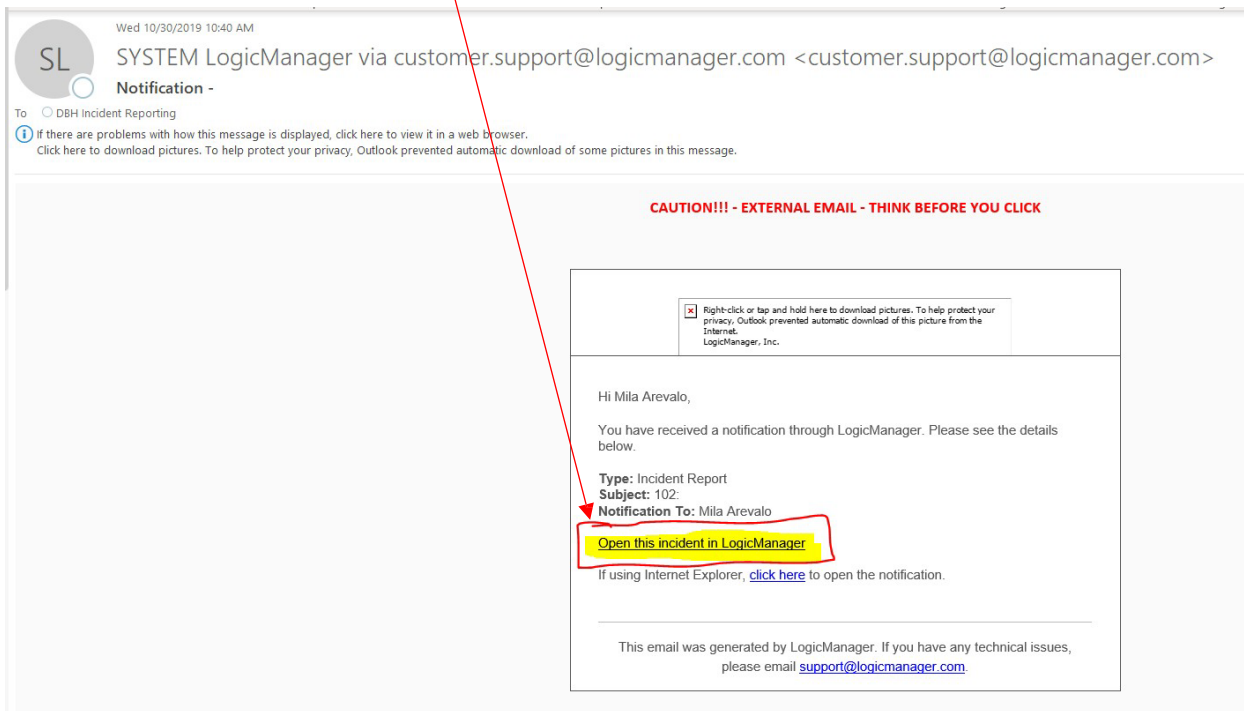 Wed 10/30/2019 10:40 AM
SL
SYSTEM LogicManager via customer.support@logicmanager.com <customer.support@logicmanager.com>
Notification -
To DBH Incident Reporting
If there are problems with how this message is displayed, click here to view it in a web browser.
Click here to download pictures. To help protect your privacy, Outlook prevented automatic download of some pictures in this message.
CAUTION!!! - EXTERNAL EMAIL - THINK BEFORE YOU CLICK
Right-click or tap and hold here to download pictures. To help protect your
privacy, Outlook prevented automatic download of this picture from the
Internet.
LogicManager, Inc.
Hi Mila Arevalo,
You have received a notification through LogicManager. Please see the details
below.
Type: Incident Report
Subject: 102:
Notification To: Mila Arevalo
Open this incident in LogicManager
If using Internet Explorer, click here to open the notification.
This email was generated by LogicManager. If you have any technical issues,
please email support@logicmanager.com.